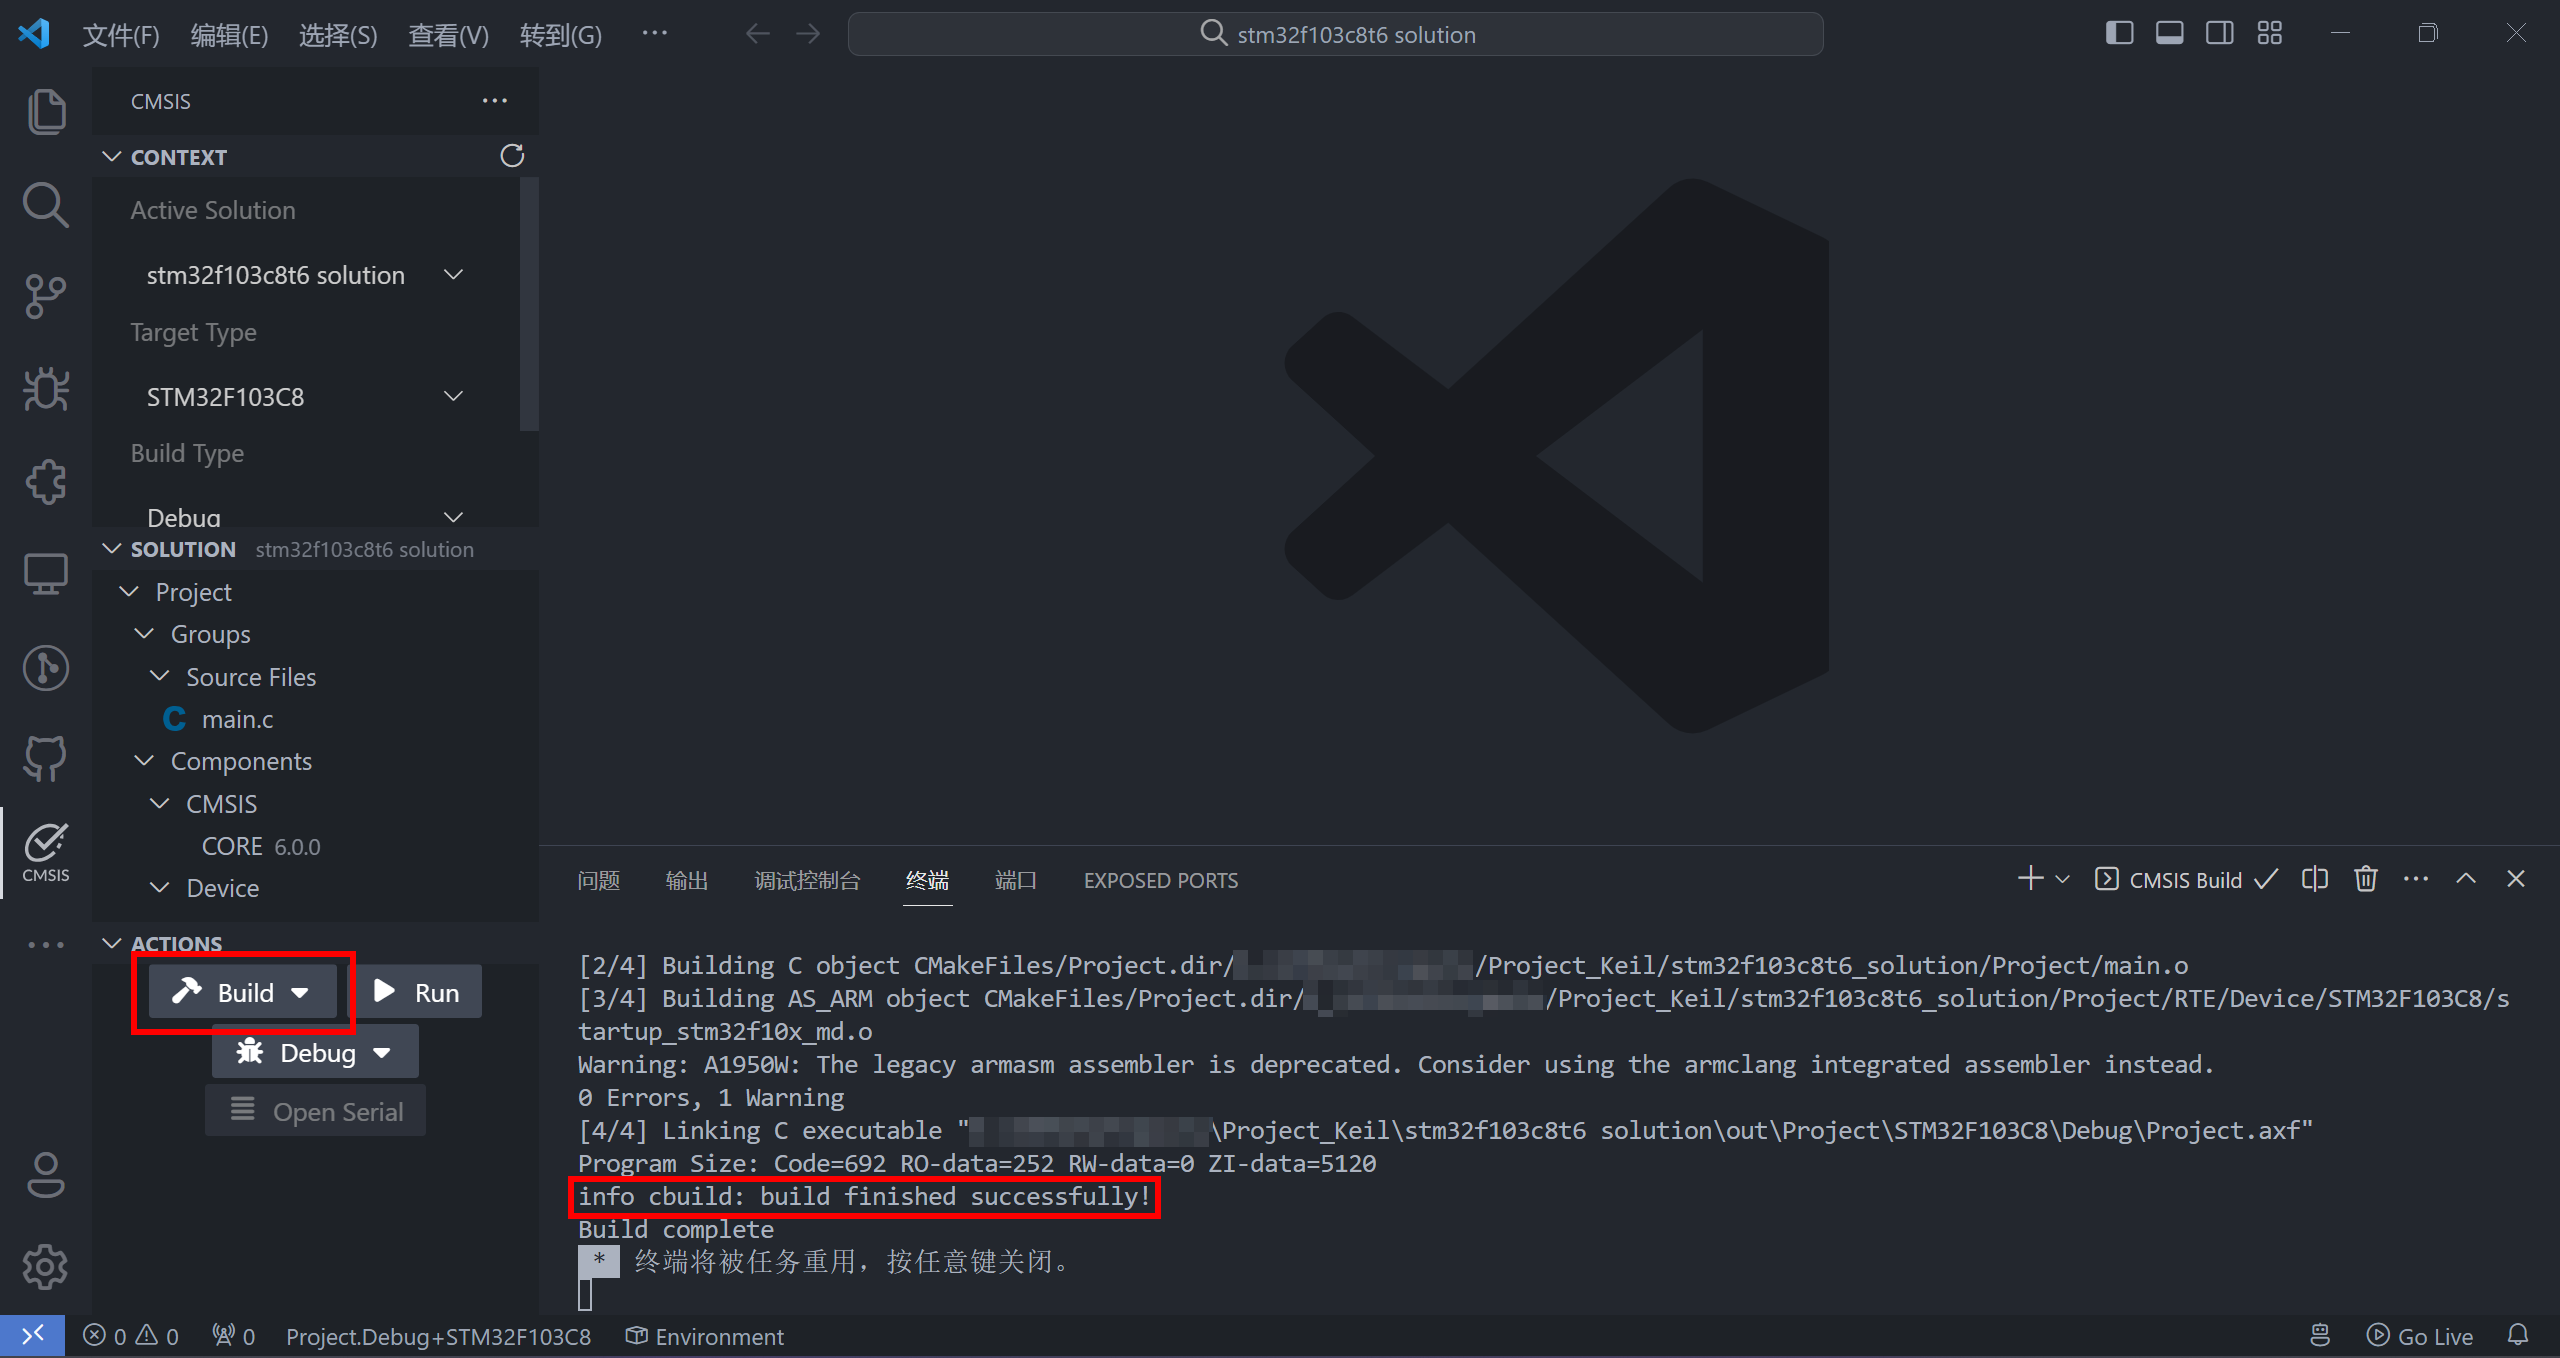 文件(F) 编辑(E) 选择(S) 查看(V) 转到(G) ··· stm32f103c8t6 solution
CMSIS ···
CONTEXT
Active Solution
stm32f103c8t6 solution
Target Type
STM32F103C8
Build Type
Debug
SOLUTION stm32f103c8t6 solution
Project
Groups
Source Files
C main.c
Components
CMSIS
CORE 6.0.0
Device
CMSIS
ACTIONS
Build Run
Debug
Open Serial
问题 输出 调试控制台 终端 端口 EXPOSED PORTS CMSIS Build
[2/4] Building C object CMakeFiles/Project.dir/ /Project_Keil/stm32f103c8t6_solution/Project/main.o
[3/4] Building AS_ARM object CMakeFiles/Project.dir/ /Project_Keil/stm32f103c8t6_solution/Project/RTE/Device/STM32F103C8/s
tartup_stm32f10x_md.o
Warning: A1950W: The legacy armasm assembler is deprecated. Consider using the armclang integrated assembler instead.
0 Errors, 1 Warning
[4/4] Linking C executable " \Project_Keil\stm32f103c8t6 solution\out\Project\STM32F103C8\Debug\Project.axf"
Program Size: Code=692 RO-data=252 RW-data=0 ZI-data=5120
info cbuild: build finished successfully!
Build complete
* 终端将被任务重用，按任意键关闭。
0 0 0 Project.Debug+STM32F103C8 Environment Go Live